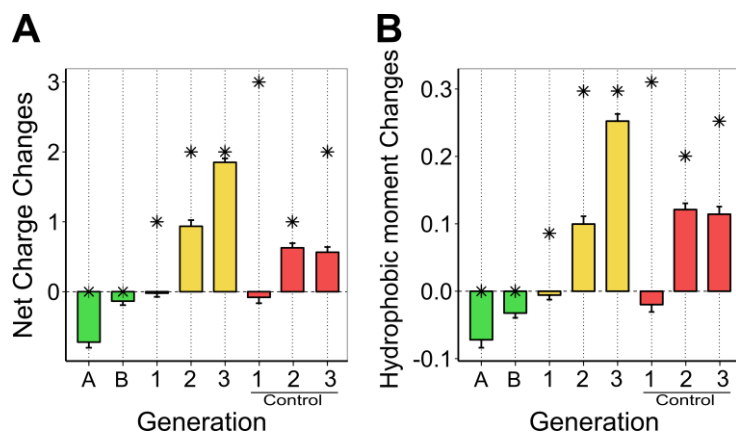 A
B
Net Charge Changes
3
2
1
0
A B 1 2 3 1 2 3
Control
Generation
Hydrophobic moment Changes
0.3
0.2
0.1
0.0
-0.1
A B 1 2 3 1 2 3
Control
Generation